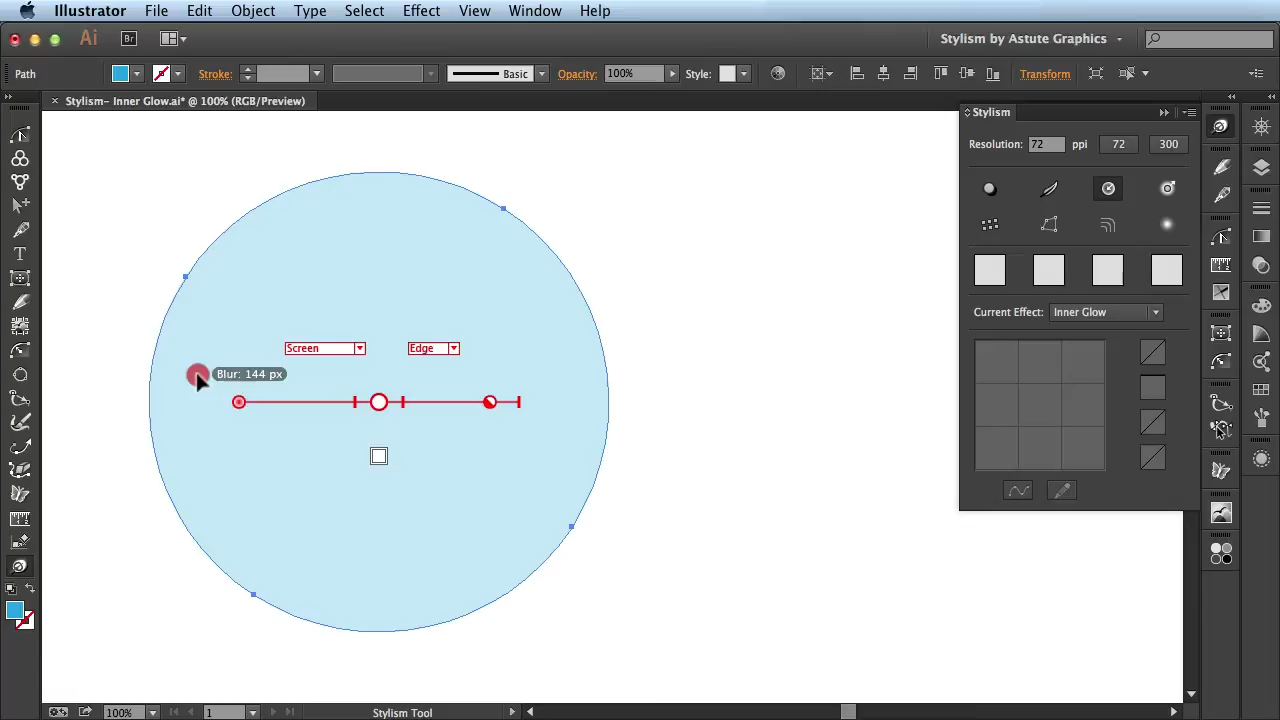 Illustrator File Edit Object Type Select Effect View Window Help
Ai Br Stylism by Astute Graphics
Path Stroke: Basic Opacity: 100% Style: Transform
× Stylism- Inner Glow.ai* @ 100% (RGB/Preview)
Stylism
Resolution: 72 ppi 72 300
Current Effect: Inner Glow
Screen Edge
Blur: 144 px
T
100% 1 Stylism Tool